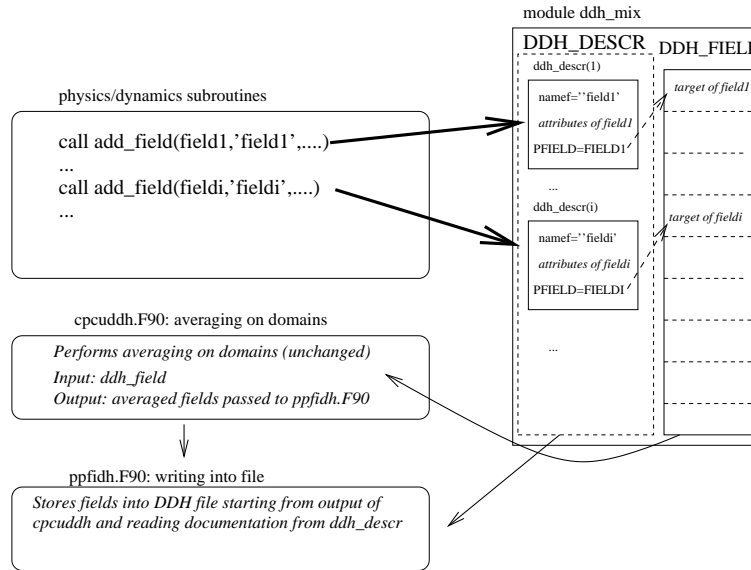 module ddh_mix
DDH_DESCR
DDH_FIEL
physics/dynamics subroutines
call add_field(field1,'field1',....)
...
call add_field(fieldi,'fieldi',....)
...
ddh_descr(1)
namef=''field1'
attributes of field1
PFIELD=FIELD1
...
ddh_descr(i)
namef=''fieldi'
attributes of fieldi
PFIELD=FIELDI
...
target of field1
target of fieldi
cpcuddh.F90: averaging on domains
Performs averaging on domains (unchanged)
Input: ddh_field
Output: averaged fields passed to ppfidh.F90
ppfidh.F90: writing into file
Stores fields into DDH file starting from output of
cpcuddh and reading documentation from ddh_descr